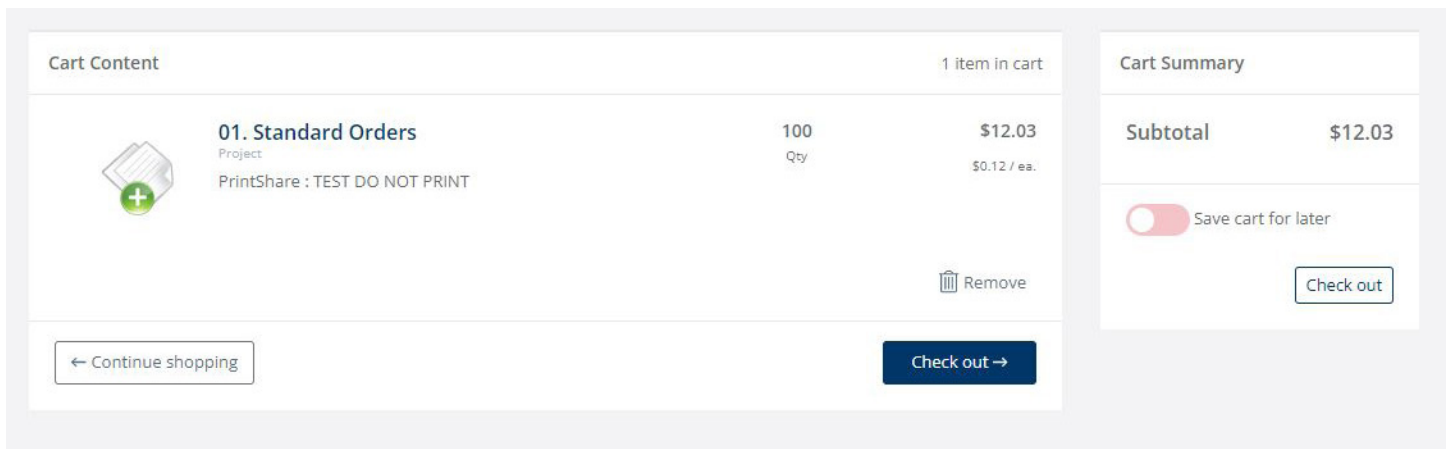 Cart Content
1 item in cart
01. Standard Orders
Project
PrintShare : TEST DO NOT PRINT
100
Qty
$12.03
$0.12 / ea.
Remove
← Continue shopping
Check out →
Cart Summary
Subtotal $12.03
Save cart for later
Check out